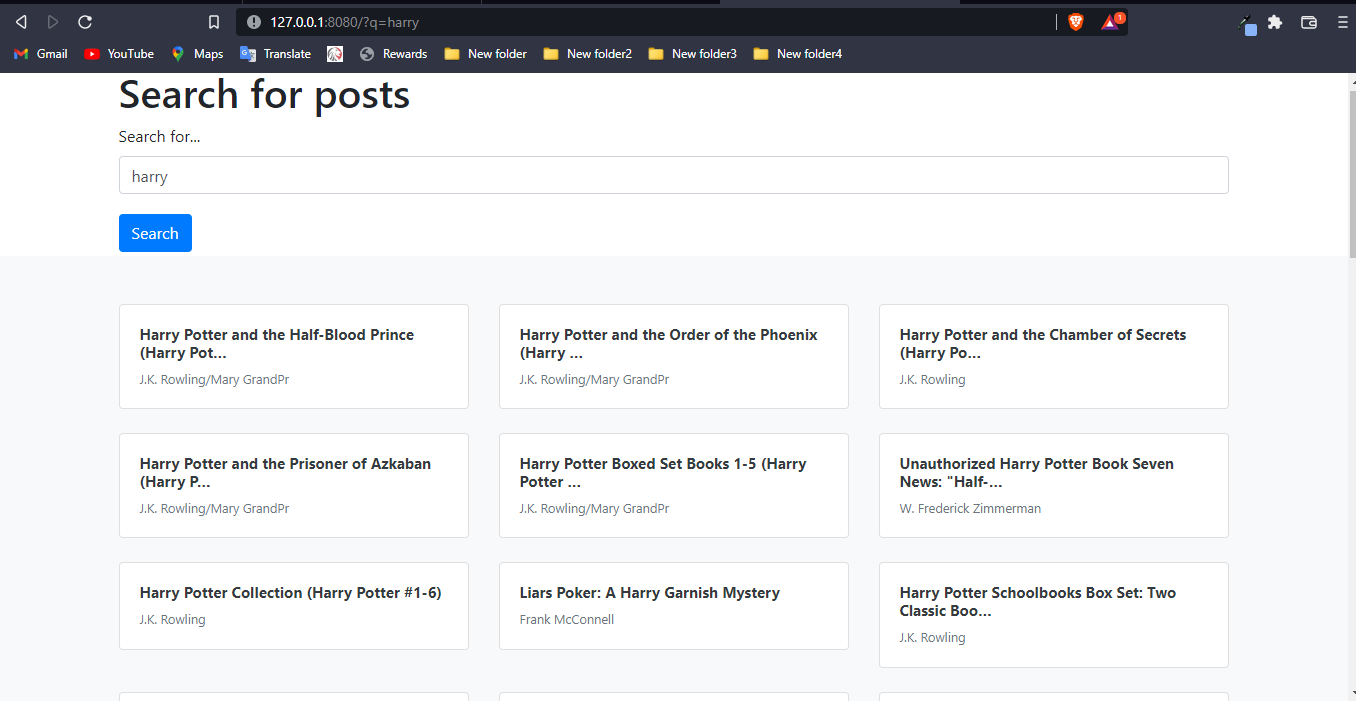 127.0.0.1:8080/?q=harry
1
Gmail YouTube Maps Translate Rewards New folder New folder2 New folder3 New folder4
Search for posts
Search for...
harry
Search
Harry Potter and the Half-Blood Prince
(Harry Pot...
J.K. Rowling/Mary GrandPr
Harry Potter and the Order of the Phoenix
(Harry ...
J.K. Rowling/Mary GrandPr
Harry Potter and the Chamber of Secrets
(Harry Po...
J.K. Rowling
Harry Potter and the Prisoner of Azkaban
(Harry P...
J.K. Rowling/Mary GrandPr
Harry Potter Boxed Set Books 1-5 (Harry
Potter ...
J.K. Rowling/Mary GrandPr
Unauthorized Harry Potter Book Seven
News: "Half-...
W. Frederick Zimmerman
Harry Potter Collection (Harry Potter #1-6)
J.K. Rowling
Liars Poker: A Harry Garnish Mystery
Frank McConnell
Harry Potter Schoolbooks Box Set: Two
Classic Boo...
J.K. Rowling